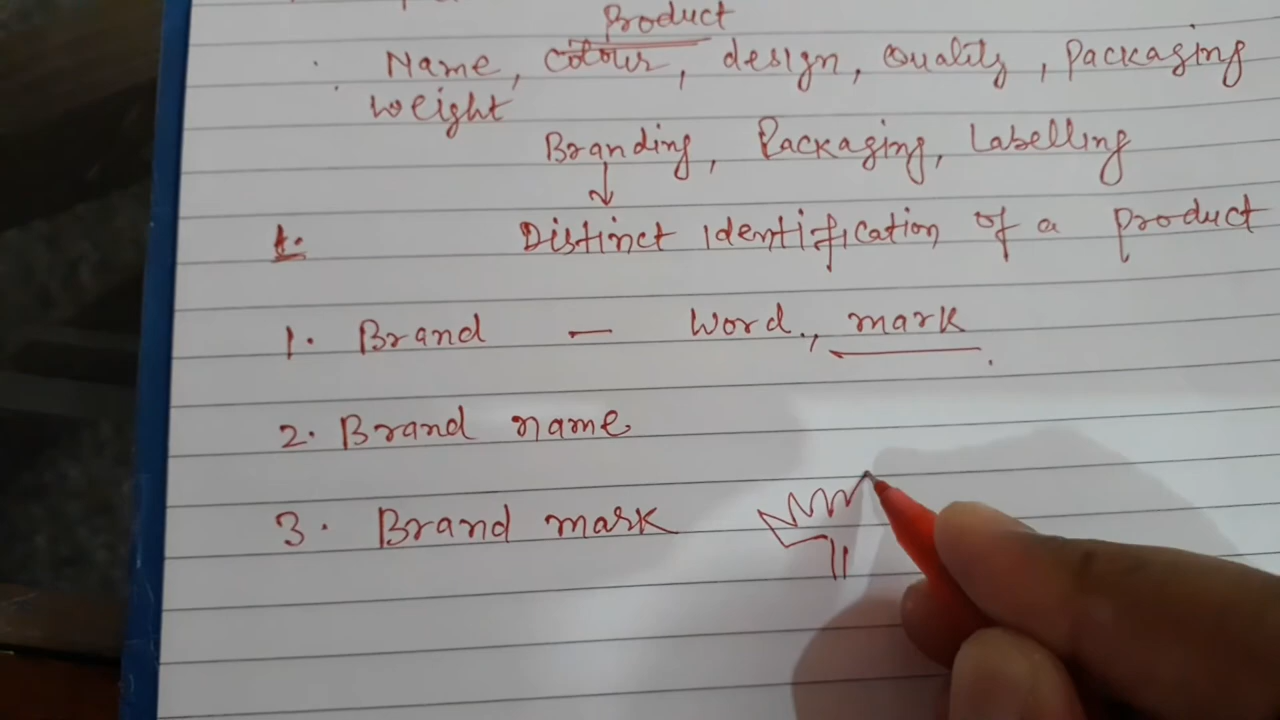 Product
Name, colour, design, Quality, Packaging
weight
Branding, Packaging, Labelling
Distinct Identification of a product
1. Brand – Word, mark
2. Brand name
3. Brand mark